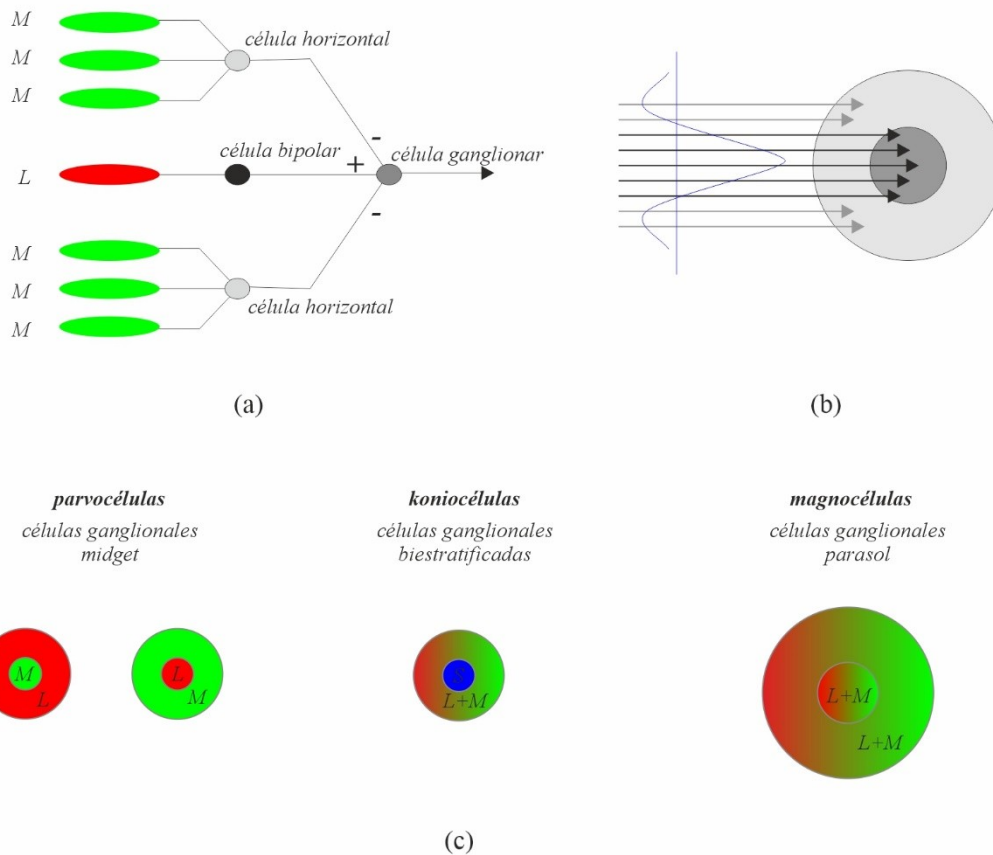 M
célula horizontal
M
M
célula bipolar
-
+
célula ganglionar
L
-
M
M
célula horizontal
M
(a)
(b)
parvocélulas
células ganglionales
midget
koniocélulas
células ganglionales
biestratificadas
magnocélulas
células ganglionales
parasol
M
L
L
M
S
L+M
L+M
L+M
(c)